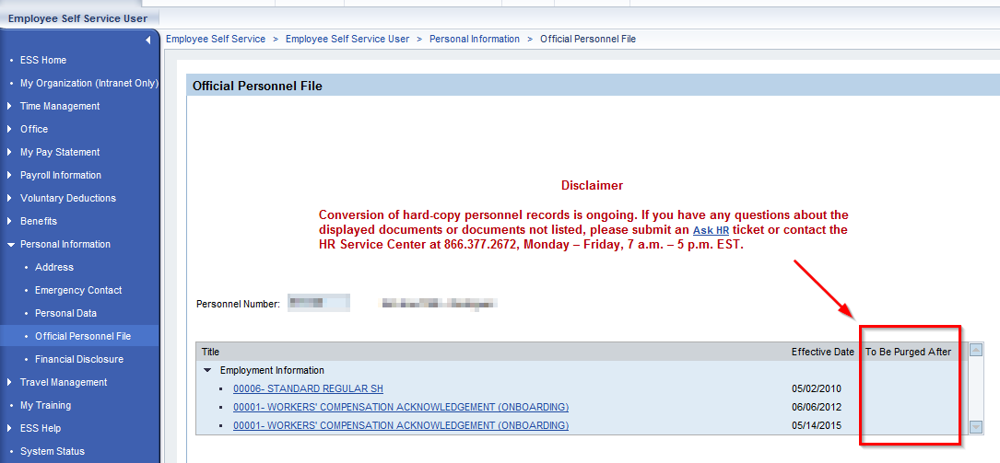 Employee Self Service User
Employee Self Service > Employee Self Service User > Personal Information > Official Personnel File
ESS Home
My Organization (Intranet Only)
Time Management
Office
My Pay Statement
Payroll Information
Voluntary Deductions
Benefits
Personal Information
Address
Emergency Contact
Personal Data
Official Personnel File
Financial Disclosure
Travel Management
My Training
ESS Help
System Status
Official Personnel File
Disclaimer
Conversion of hard-copy personnel records is ongoing. If you have any questions about the
displayed documents or documents not listed, please submit an Ask HR ticket or contact the
HR Service Center at 866.377.2672, Monday – Friday, 7 a.m. – 5 p.m. EST.
Personnel Number:
Title Effective Date To Be Purged After
Employment Information
00006- STANDARD REGULAR SH 05/02/2010
00001- WORKERS' COMPENSATION ACKNOWLEDGEMENT (ONBOARDING) 06/06/2012
00001- WORKERS' COMPENSATION ACKNOWLEDGEMENT (ONBOARDING) 05/14/2015